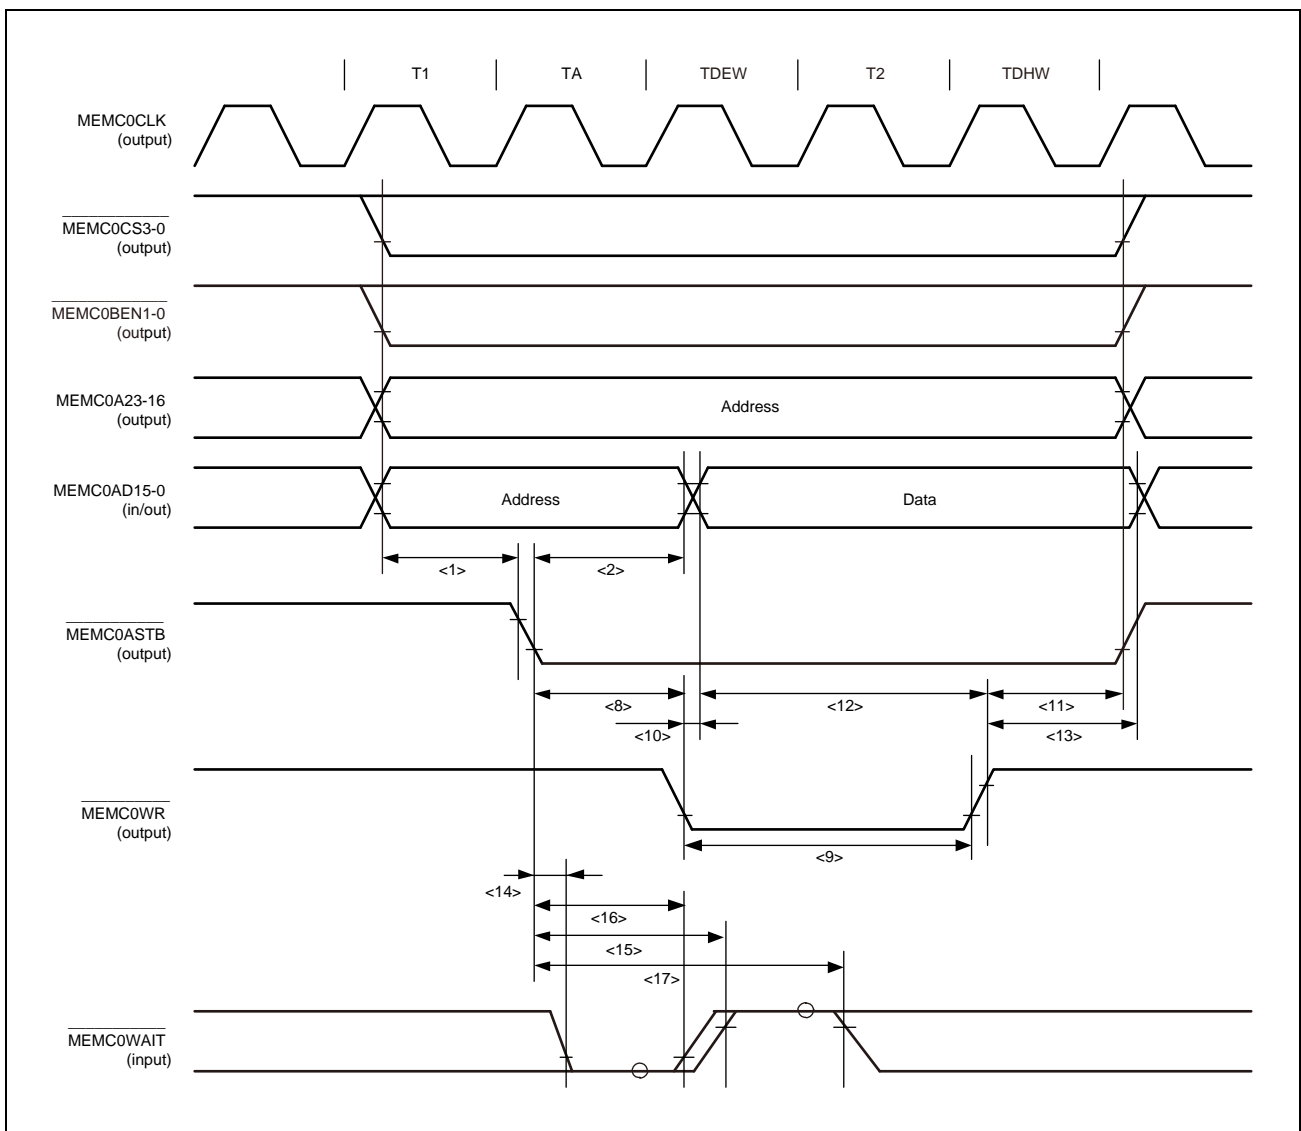 T1 TA TDEW T2 TDHW
MEMC0CLK
(output)
MEMC0CS3-0
(output)
MEMC0BEN1-0
(output)
MEMC0A23-16
(output)
Address
MEMC0AD15-0
(in/out)
Address Data
<1> <2>
MEMC0ASTB
(output)
<8> <12> <11>
<10> <13>
MEMC0WR
(output)
<9>
<14>
<16>
<15>
<17>
MEMC0WAIT
(input)